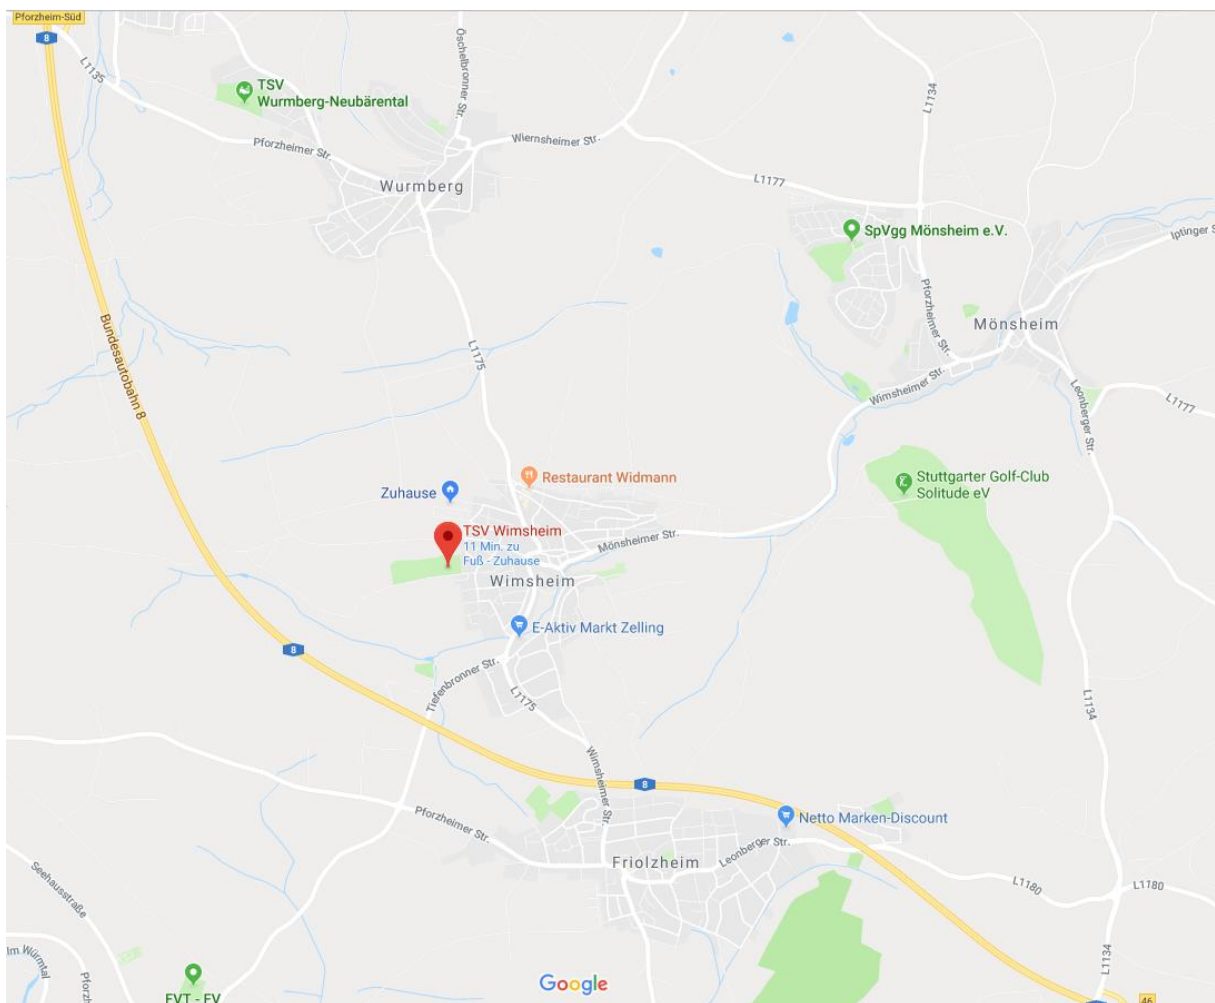 Pforzheim-Süd
8
L1135
TSV
Wurmberg-Neubärental
Öschelbronner Str.
L1134
Pforzheimer Str.
Wiernsheimer Str.
Wurmberg
L1177
SpVgg Mönsheim e.V.
Iptinger S
Pforzheimer Str.
Mönsheim
Bundesautobahn 8
L1175
Wimsheimer Str.
Leonberger Str.
L1177
Restaurant Widmann
Zuhause
Stuttgarter Golf-Club
Solitude eV
TSV Wimsheim
11 Min. zu
Fuß - Zuhause
Mönsheimer Str.
Wimsheim
E-Aktiv Markt Zelling
8
Tiefenbronner Str.
L1175
L1134
Wimsheimer Str.
8
Netto Marken-Discount
Pforzheimer Str.
Friolzheim
Leonberger Str.
L1180
L1180
Seehausstraße
lm Würmtal
Pforz
L1134
Google
FVT - FV
46